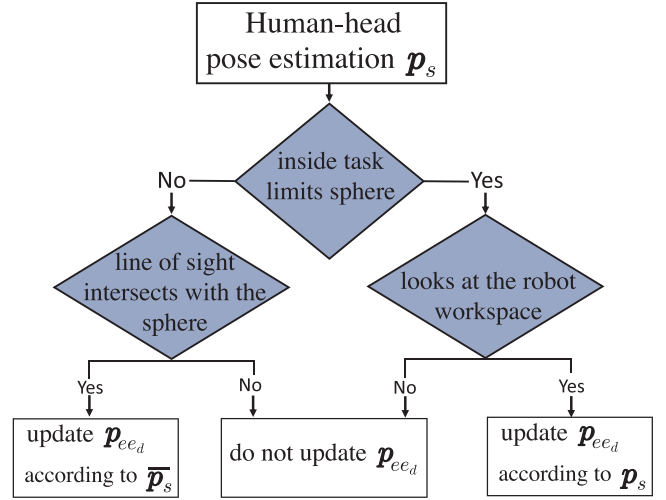 Human-head
pose estimation p_s
inside task
limits sphere
No
Yes
line of sight
intersects with the
sphere
looks at the robot
workspace
Yes
No
No
Yes
update p_{ee_d}
according to \overline{p_s}
do not update p_{ee_d}
update p_{ee_d}
according to p_s